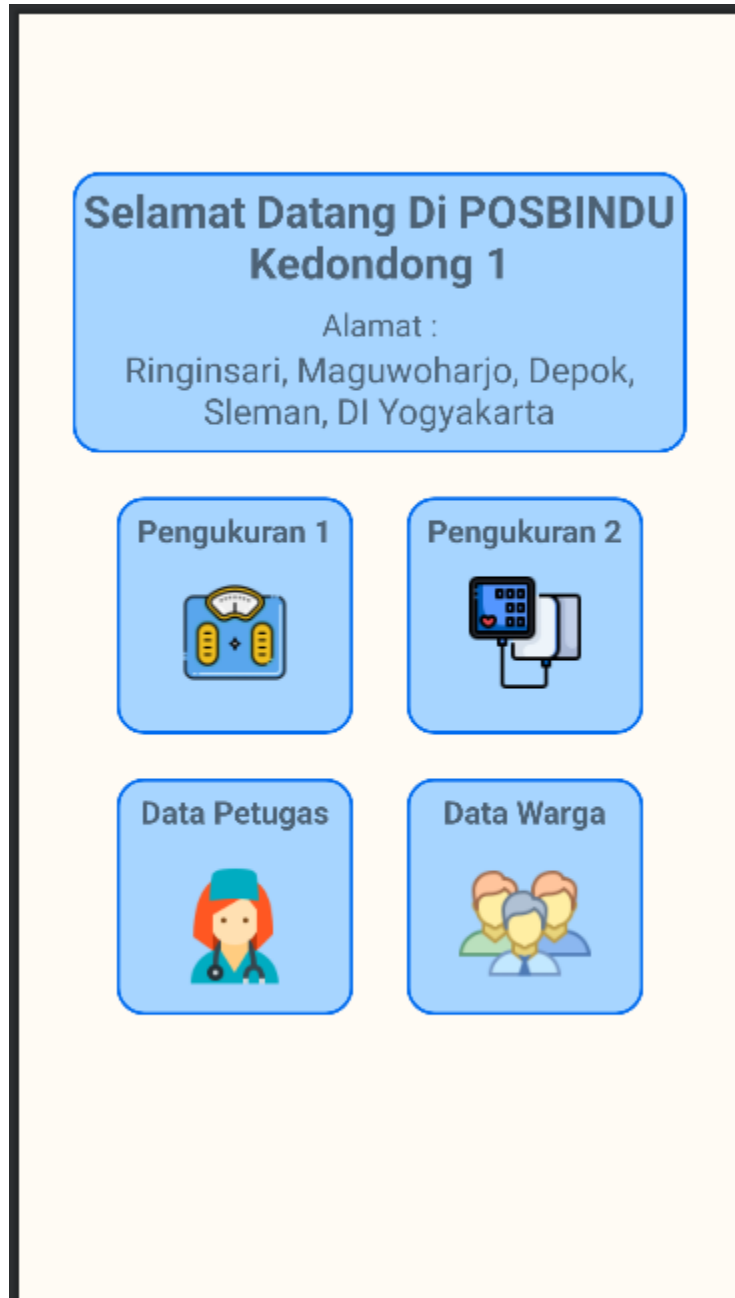 Selamat Datang Di POSBINDU
Kedondong 1
Alamat :
Ringinsari, Maguwoharjo, Depok,
Sleman, DI Yogyakarta
Pengukuran 1
Pengukuran 2
Data Petugas
Data Warga